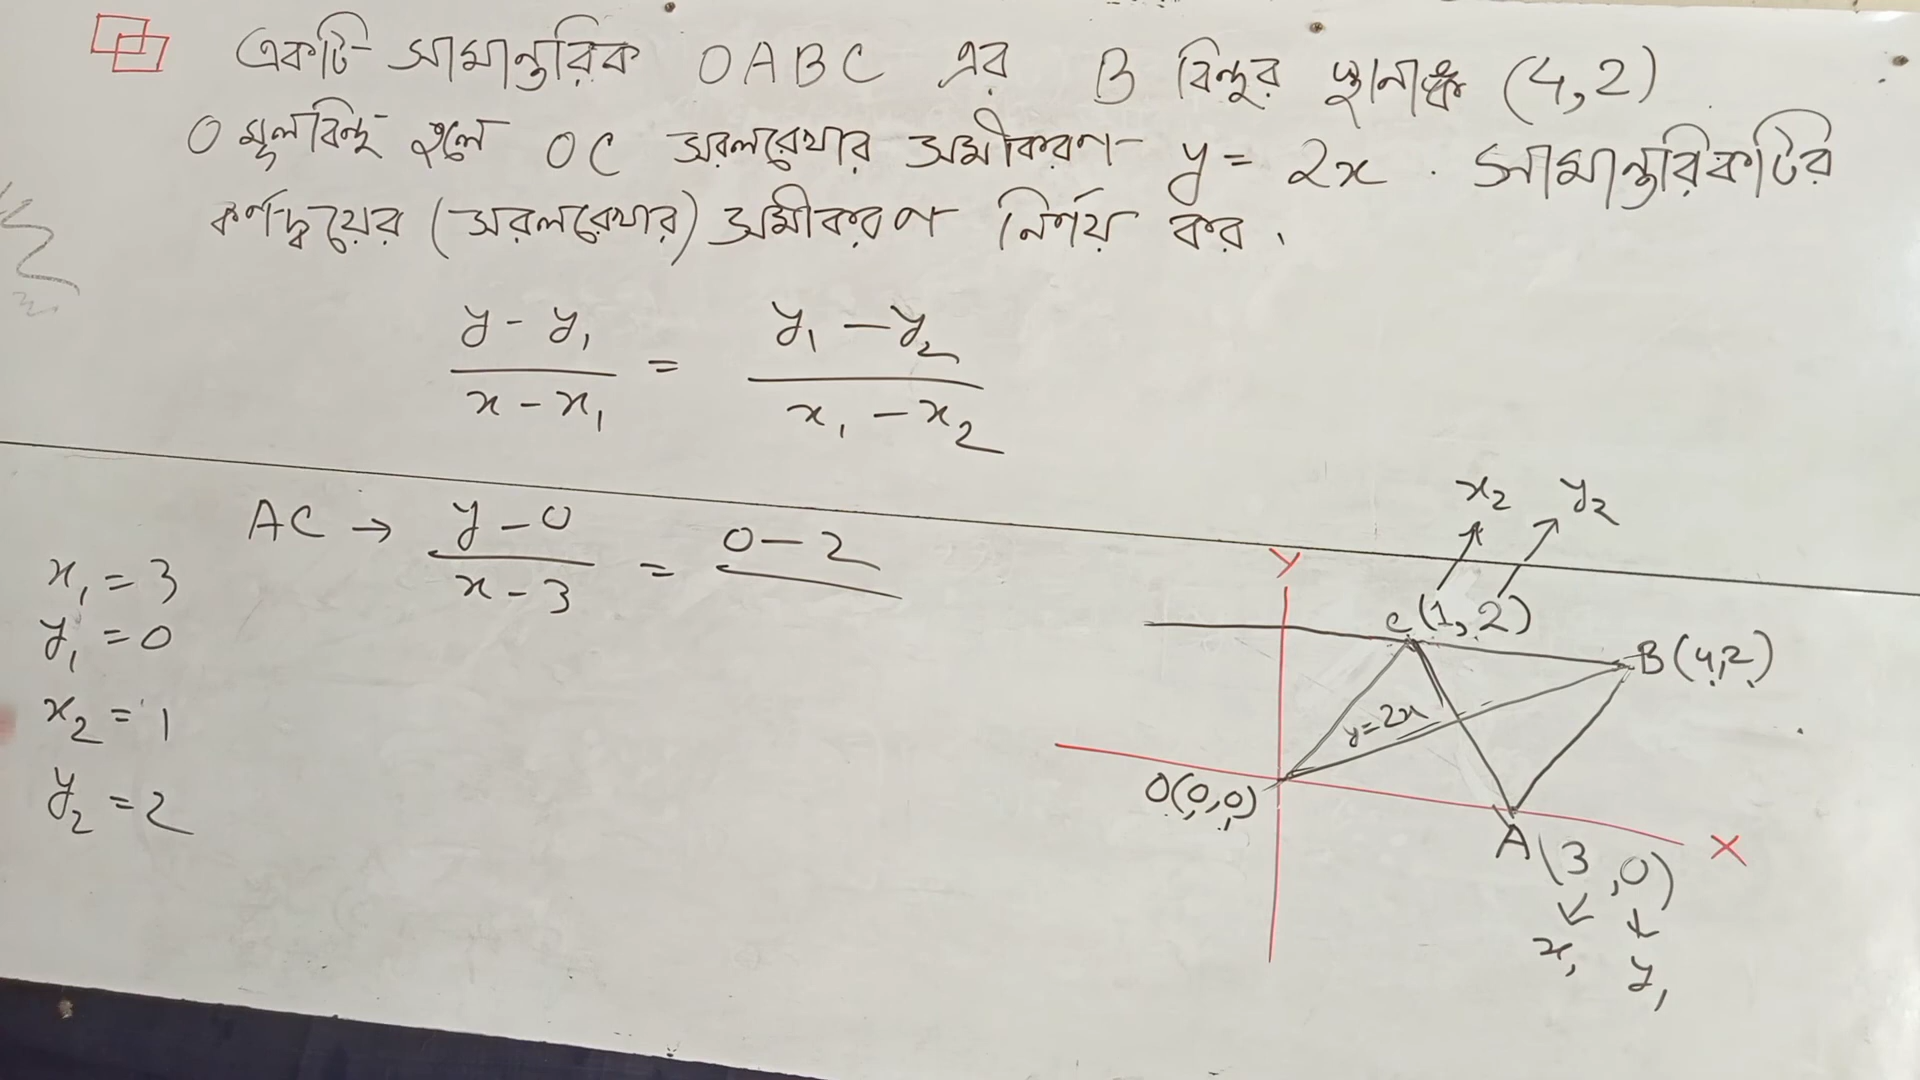 একটি সামান্তরিক OABC এর B বিন্দুর স্থানাঙ্ক (4,2)
O মূলবিন্দু হলে OC সরলরেখার সমীকরণ y = 2x . সামান্তরিকটির
কর্ণদ্বয়ের (সরলরেখার) সমীকরণ নির্ণয় কর .
y - y₁ / x - x₁ = y₁ - y₂ / x₁ - x₂
AC → y - 0 / x - 3 = 0 - 2
x₁ = 3
y₁ = 0
x₂ = 1
y₂ = 2
x₂ y₂
Y
C (1, 2)
B (4,2)
y = 2x
O(0,0)
X
A (3 ,0)
x₁ y₁